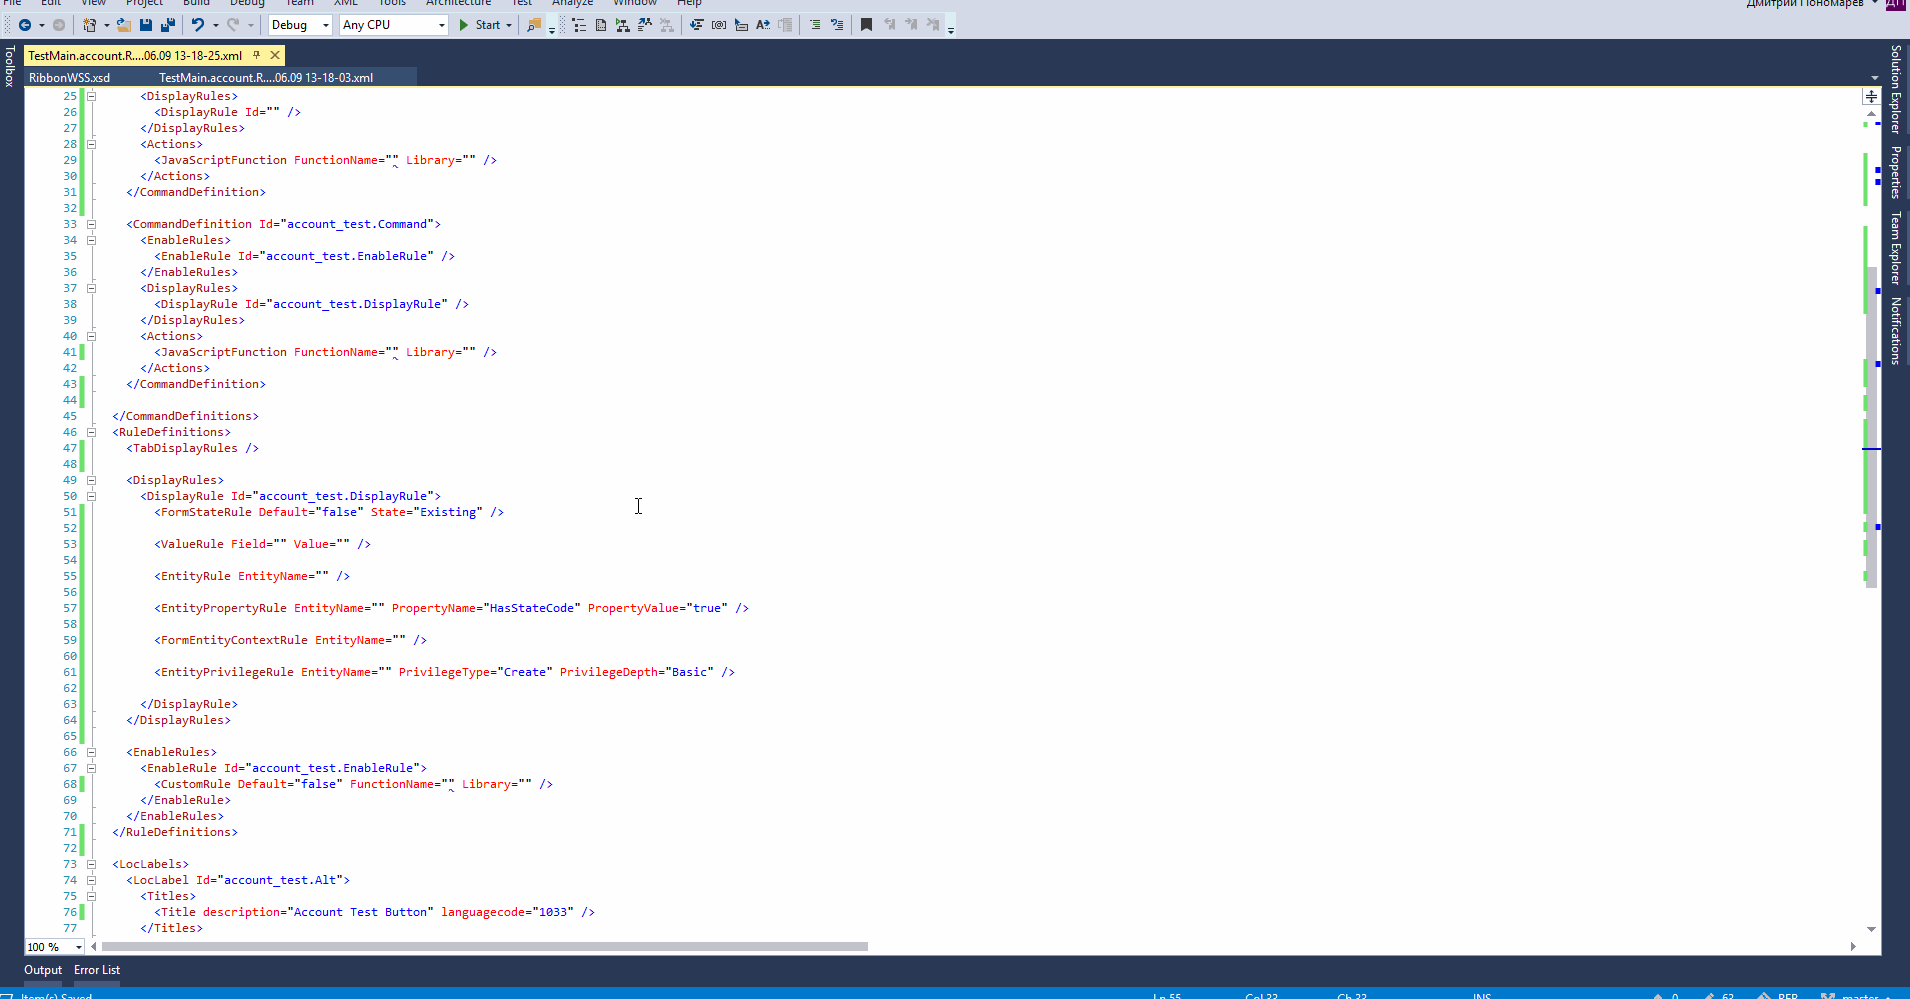 File Edit View Project Build Debug Team XML Tools Architecture Test Analyze Window Help Дмитрий Пономарев ДП
Debug Any CPU Start
Toolbox
TestMain.account.R....06.09 13-18-25.xml
RibbonWSS.xsd TestMain.account.R....06.09 13-18-03.xml
25 <DisplayRules>
26 <DisplayRule Id="" />
27 </DisplayRules>
28 <Actions>
29 <JavaScriptFunction FunctionName="" Library="" />
30 </Actions>
31 </CommandDefinition>
32
33 <CommandDefinition Id="account_test.Command">
34 <EnableRules>
35 <EnableRule Id="account_test.EnableRule" />
36 </EnableRules>
37 <DisplayRules>
38 <DisplayRule Id="account_test.DisplayRule" />
39 </DisplayRules>
40 <Actions>
41 <JavaScriptFunction FunctionName="" Library="" />
42 </Actions>
43 </CommandDefinition>
44
45 </CommandDefinitions>
46 <RuleDefinitions>
47 <TabDisplayRules />
48
49 <DisplayRules>
50 <DisplayRule Id="account_test.DisplayRule">
51 <FormStateRule Default="false" State="Existing" />
52
53 <ValueRule Field="" Value="" />
54
55 <EntityRule EntityName="" />
56
57 <EntityPropertyRule EntityName="" PropertyName="HasStateCode" PropertyValue="true" />
58
59 <FormEntityContextRule EntityName="" />
60
61 <EntityPrivilegeRule EntityName="" PrivilegeType="Create" PrivilegeDepth="Basic" />
62
63 </DisplayRule>
64 </DisplayRules>
65
66 <EnableRules>
67 <EnableRule Id="account_test.EnableRule">
68 <CustomRule Default="false" FunctionName="" Library="" />
69 </EnableRule>
70 </EnableRules>
71 </RuleDefinitions>
72
73 <LocLabels>
74 <LocLabel Id="account_test.Alt">
75 <Titles>
76 <Title description="Account Test Button" languagecode="1033" />
77 </Titles>
100 %
Solution Explorer
Properties
Team Explorer
Notifications
Output Error List
Item(s) Saved Ln 55 Col 33 Ch 33 INS 0 63 master